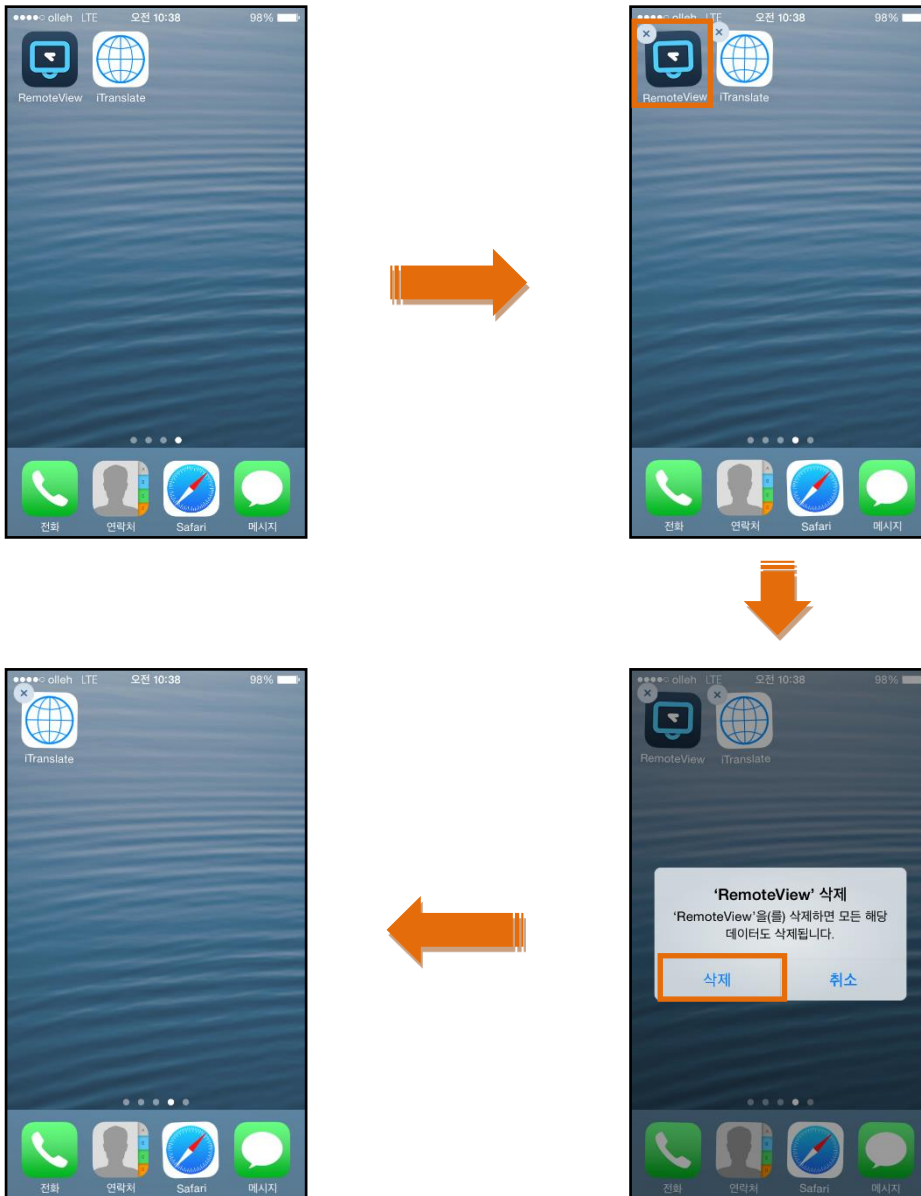 olleh LTE 오전 10:38 98%
RemoteView iTranslate
전화 연락처 Safari 메시지
olleh LTE 오전 10:38 98%
RemoteView iTranslate
전화 연락처 Safari 메시지
olleh LTE 오전 10:38 98%
iTranslate
전화 연락처 Safari 메시지
olleh LTE 오전 10:38 98%
RemoteView iTranslate
‘RemoteView’ 삭제
‘RemoteView’을(를) 삭제하면 모든 해당
데이터도 삭제됩니다.
삭제 취소
전화 연락처 Safari 메시지